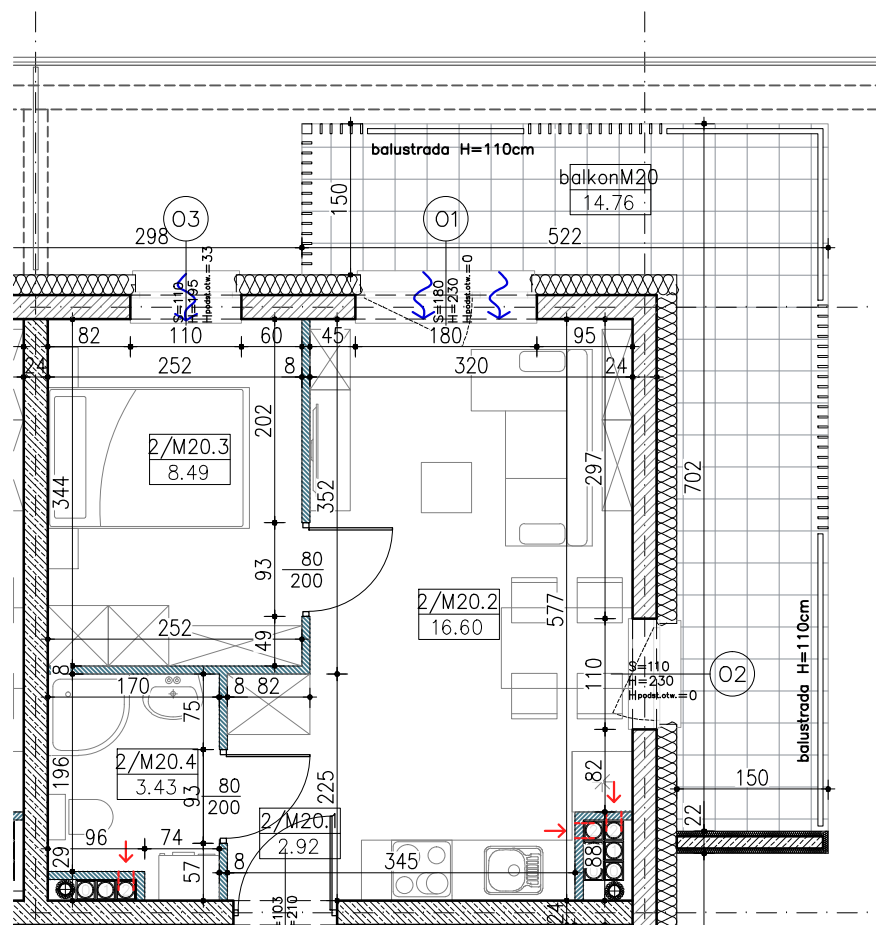 balustrada H=110cm
balkonM20
14.76
150
O3
O1
298
522
S=110
H=195
Hpodst.otw.=33
S=180
H=230
Hpodst.otw.=0
82
110
60
45
180
95
24
252
8
320
24
202
2/M20.3
8.49
344
352
297
702
93
80
200
577
2/M20.2
16.60
252
49
8
110
S=110
H=230
Hpodst.otw.=0
O2
balustrada H=110cm
170
8
82
75
2/M20.4
3.43
196
93
80
200
225
82
150
22
2/M20.1
2.92
96
74
29
57
8
345
88
24
=103
=210